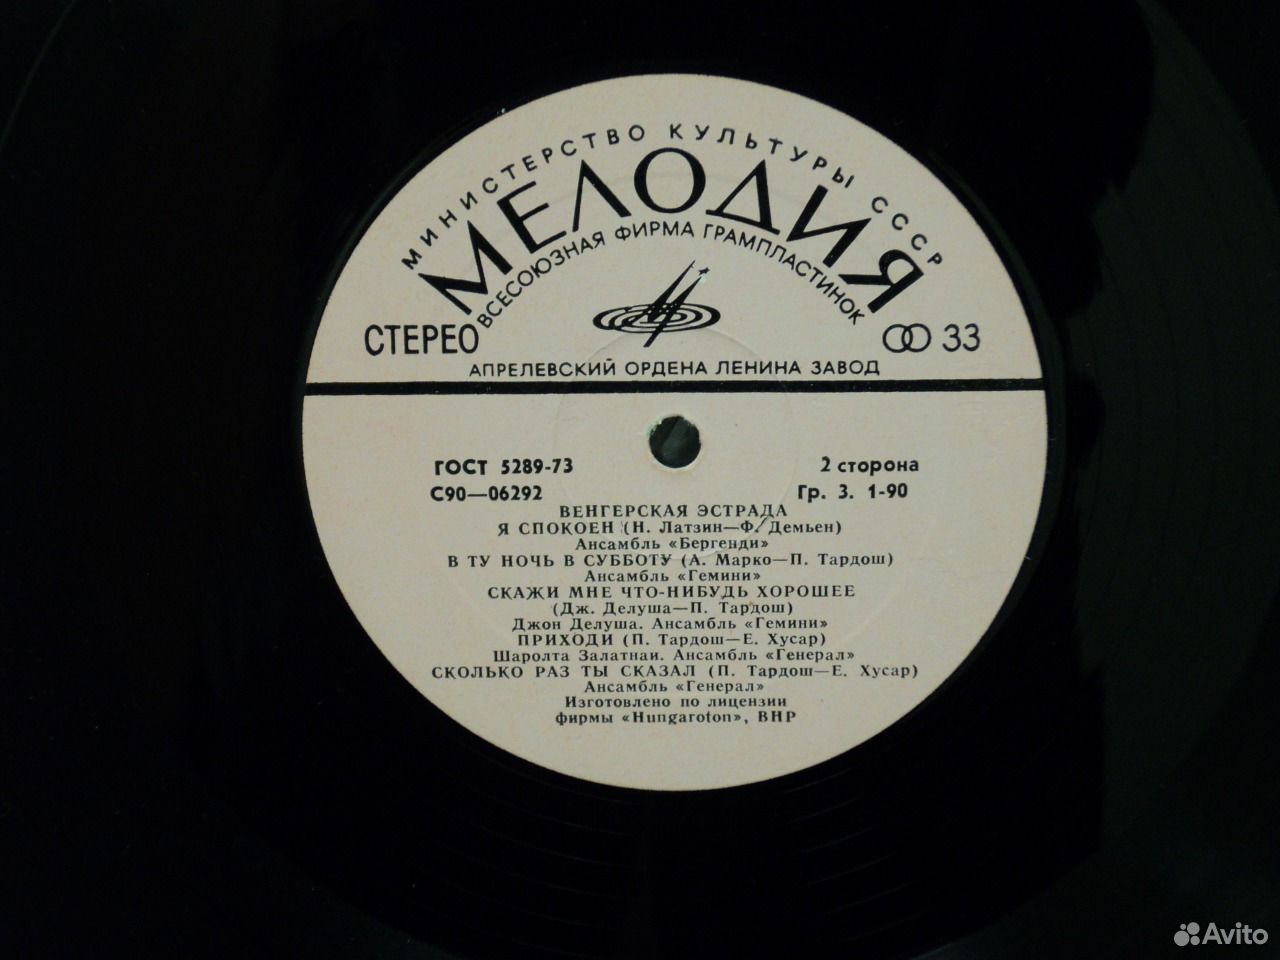 МИНИСТЕРСТВО КУЛЬТУРЫ СССР
МЕЛОДИЯ
ВСЕСОЮЗНАЯ ФИРМА ГРАМПЛАСТИНОК
СТЕРЕО 33
АПРЕЛЕВСКИЙ ОРДЕНА ЛЕНИНА ЗАВОД
ГОСТ 5289-73 2 сторона
С90—06292 Гр. 3. 1-90
ВЕНГЕРСКАЯ ЭСТРАДА
Я СПОКОЕН (Н. Латзин—Ф. Демьен)
Ансамбль «Бергенди»
В ТУ НОЧЬ В СУББОТУ (А. Марко—П. Тардош)
Ансамбль «Гемини»
СКАЖИ МНЕ ЧТО-НИБУДЬ ХОРОШЕЕ
(Дж. Делуша—П. Тардош)
Джон Делуша. Ансамбль «Гемини»
ПРИХОДИ (П. Тардош—Е. Хусар)
Шаролта Залатнаи. Ансамбль «Генерал»
СКОЛЬКО РАЗ ТЫ СКАЗАЛ (П. Тардош—Е. Хусар)
Ансамбль «Генерал»
Изготовлено по лицензии
фирмы «Hungaroton», ВНР
Avito